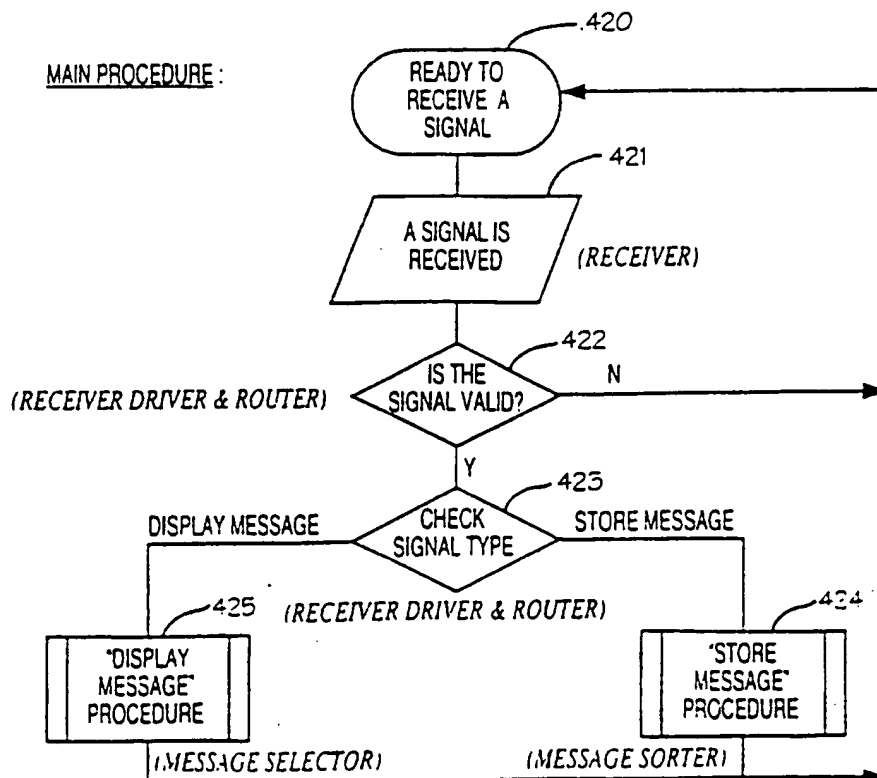 .420
MAIN PROCEDURE :
READY TO
RECEIVE A
SIGNAL
421
A SIGNAL IS
RECEIVED
(RECEIVER)
422
IS THE
SIGNAL VALID?
N
(RECEIVER DRIVER & ROUTER)
Y
423
DISPLAY MESSAGE
CHECK
SIGNAL TYPE
STORE MESSAGE
(RECEIVER DRIVER & ROUTER)
425
424
"DISPLAY
MESSAGE"
PROCEDURE
"STORE
MESSAGE"
PROCEDURE
(MESSAGE SELECTOR)
(MESSAGE SORTER)